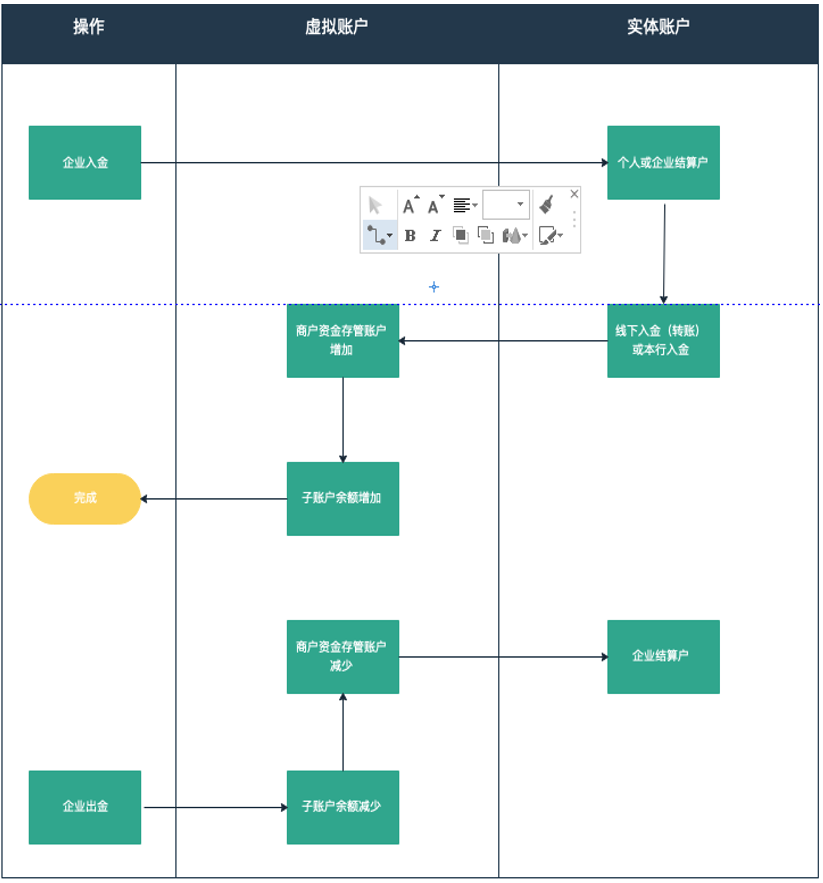 操作
虚拟账户
实体账户
企业入金
个人或企业结算户
A A
B I
商户资金存管账户
增加
线下入金（转账）
或本行入金
完成
子账户余额增加
商户资金存管账户
减少
企业结算户
企业出金
子账户余额减少